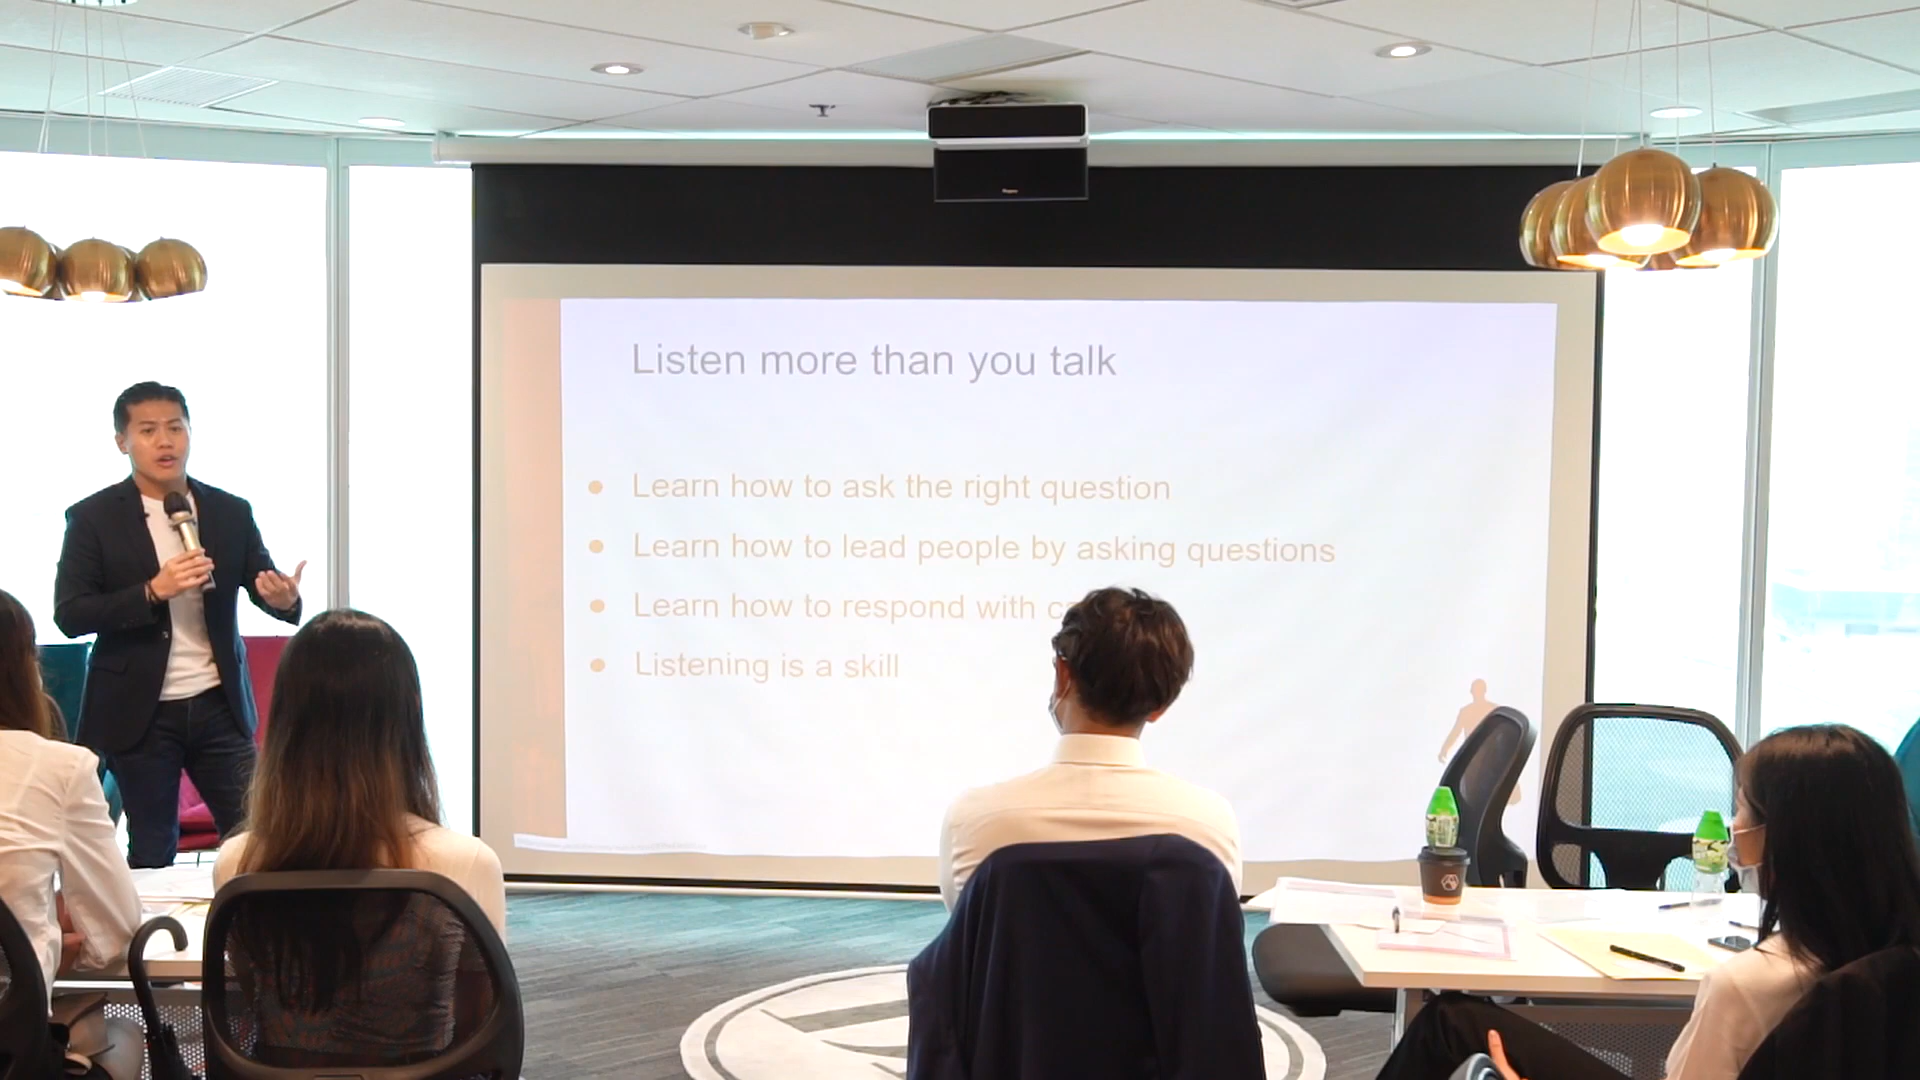 Listen more than you talk
● Learn how to ask the right question
● Learn how to lead people by asking questions
● Learn how to respond with
● Listening is a skill